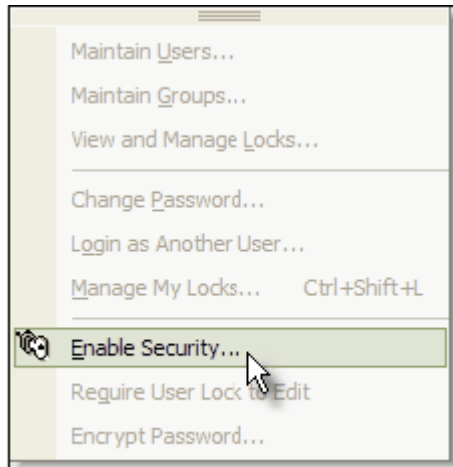 Maintain Users...
Maintain Groups...
View and Manage Locks...
Change Password...
Login as Another User...
Manage My Locks... Ctrl+Shift+L
Enable Security...
Require User Lock to Edit
Encrypt Password...